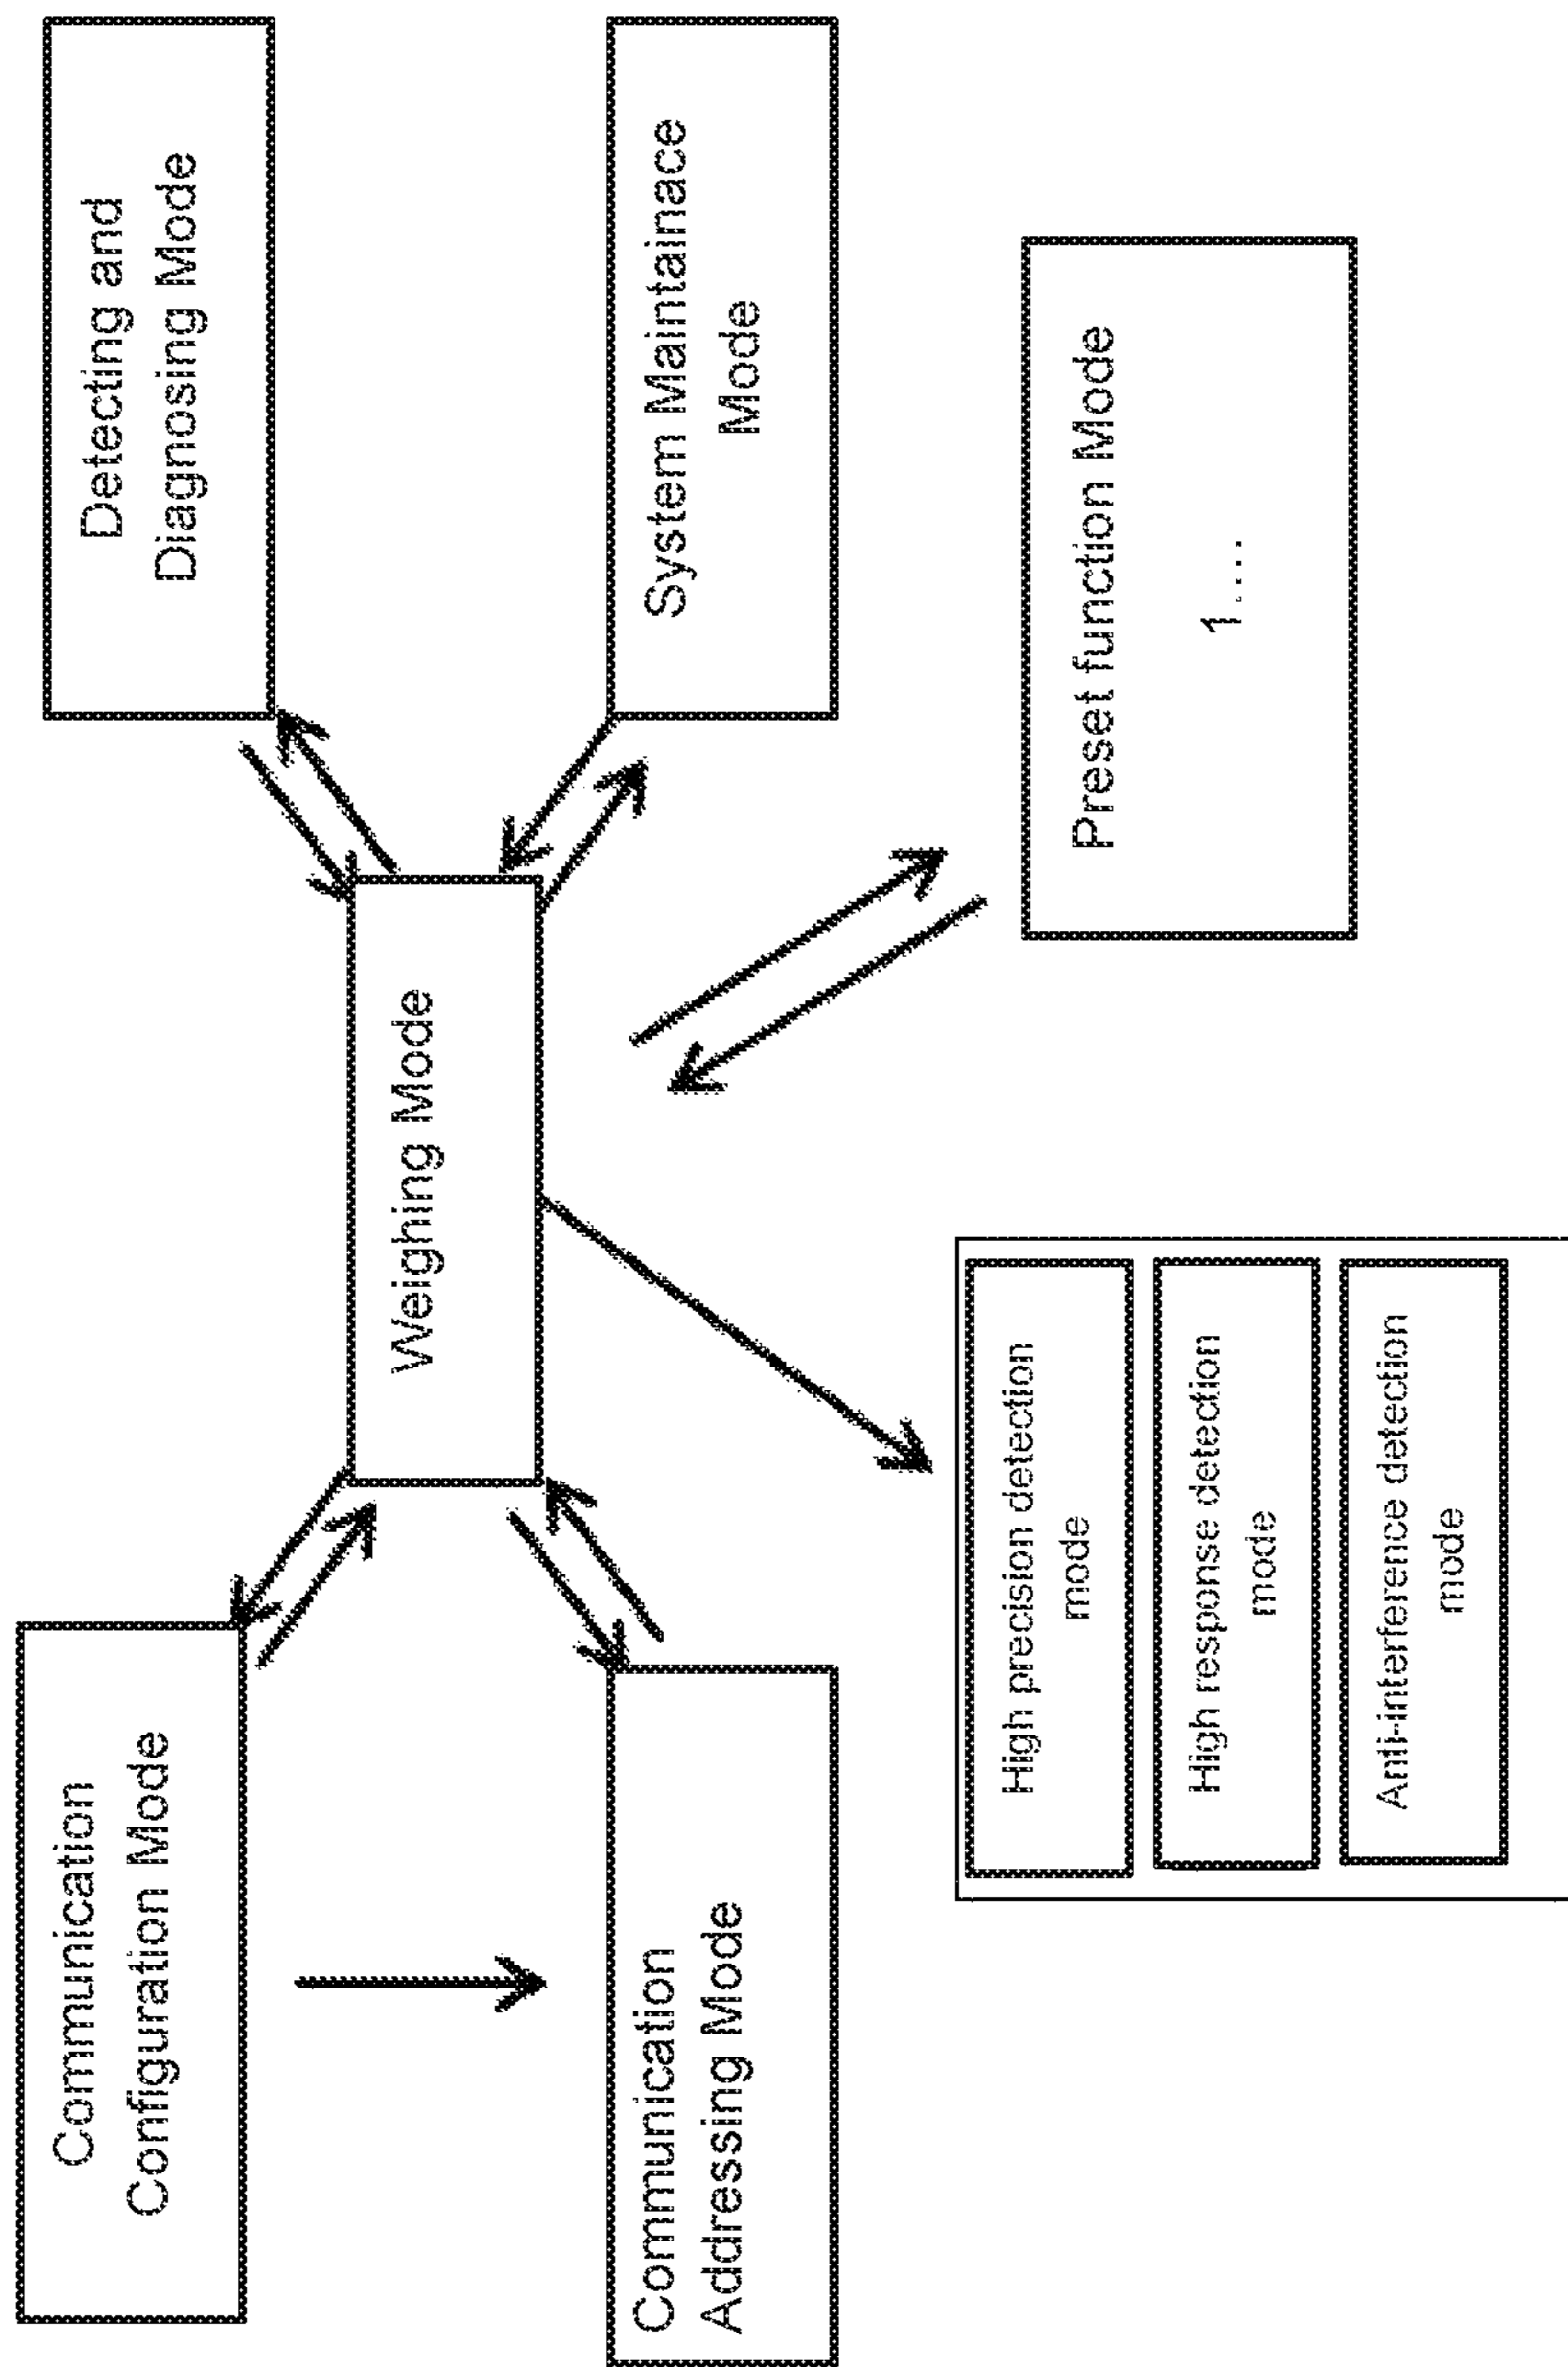 Communication
Configuration Mode
Detecting and
Diagnosing Mode
Weighing Mode
Communication
Addressing Mode
System Maintainace
Mode
High precision detection
mode
High response detection
mode
Anti-interference detection
mode
Preset function Mode
1....